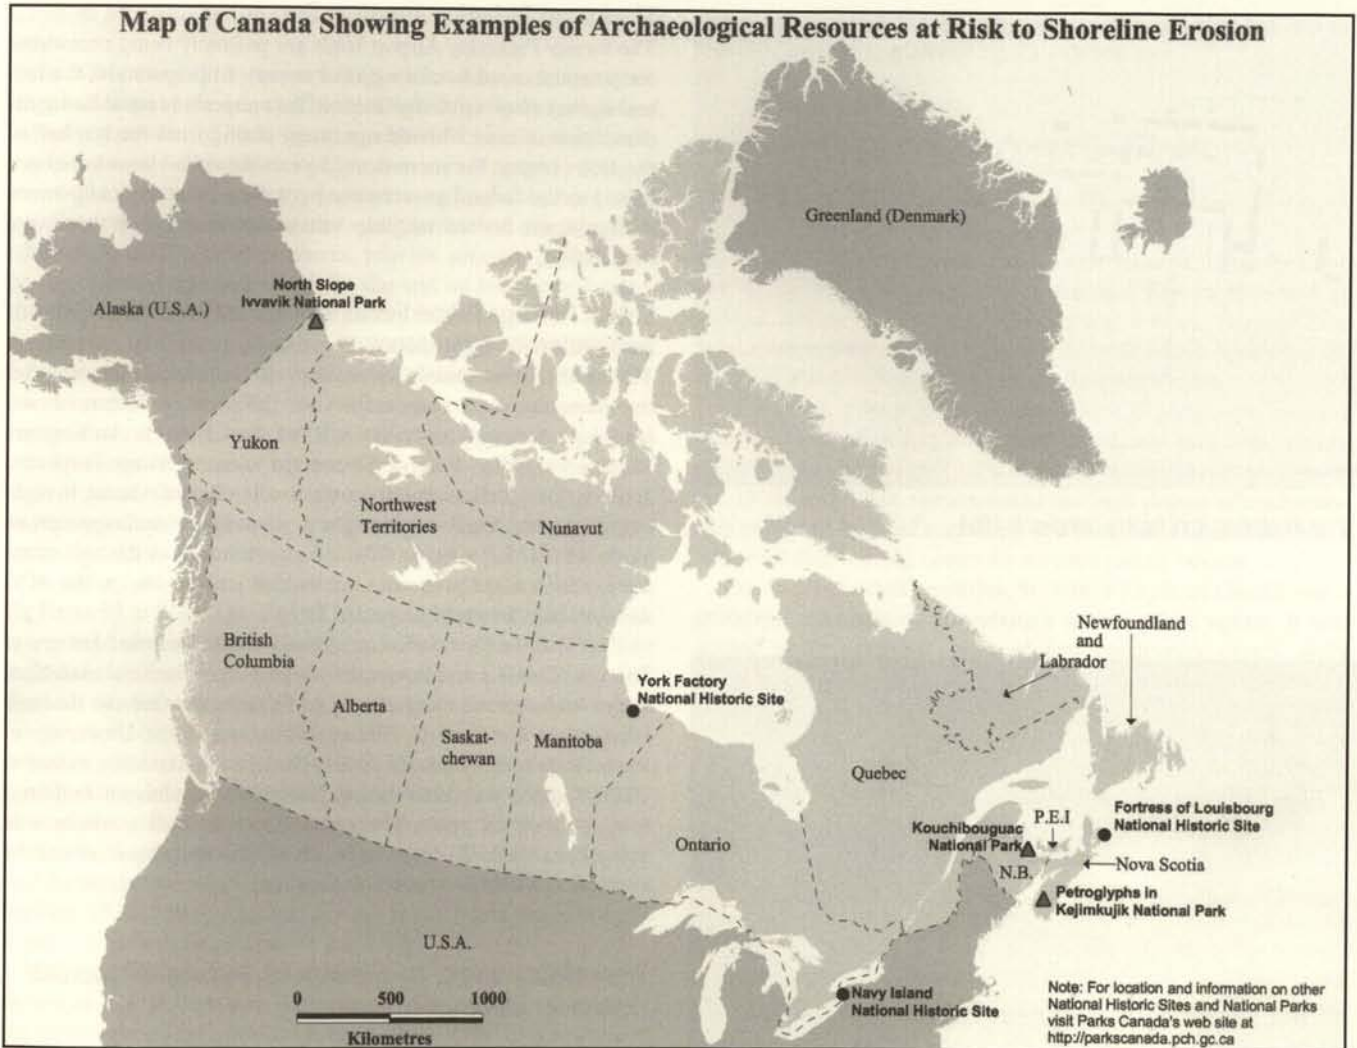 Map of Canada Showing Examples of Archaeological Resources at Risk to Shoreline Erosion
Greenland (Denmark)
North Slope
Ivvavik National Park
Alaska (U.S.A.)
Yukon
Northwest
Territories
Nunavut
British
Columbia
Newfoundland
and
Labrador
York Factory
National Historic Site
Alberta
Saskat-
chewan
Manitoba
Quebec
Ontario
Kouchibouguac
National Park
P.E.I
Fortress of Louisbourg
National Historic Site
N.B.
Nova Scotia
Petroglyphs in
Kejimkujik National Park
U.S.A.
0 500 1000
Kilometres
Navy Island
National Historic Site
Note: For location and information on other
National Historic Sites and National Parks
visit Parks Canada's web site at
http://parkscanada.pch.gc.ca